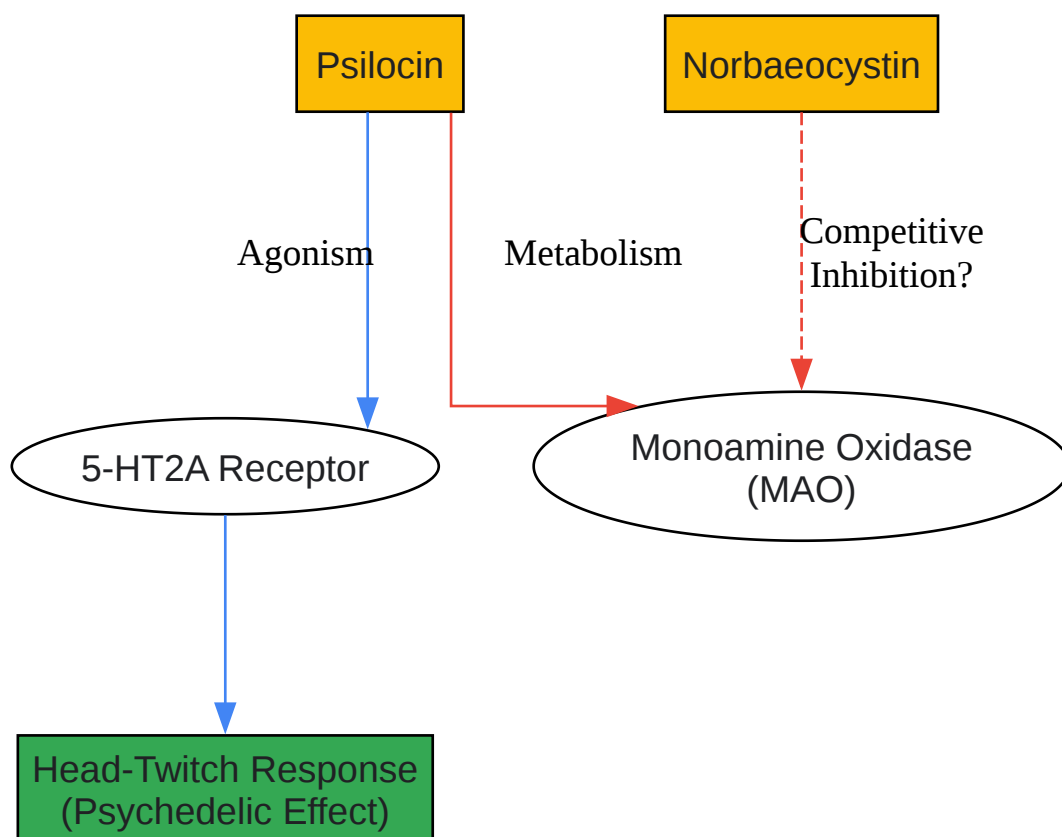 Psilocin
Norbaeocystin
Agonism
Metabolism
Competitive
Inhibition?
5-HT2A Receptor
Monoamine Oxidase
(MAO)
Head-Twitch Response
(Psychedelic Effect)